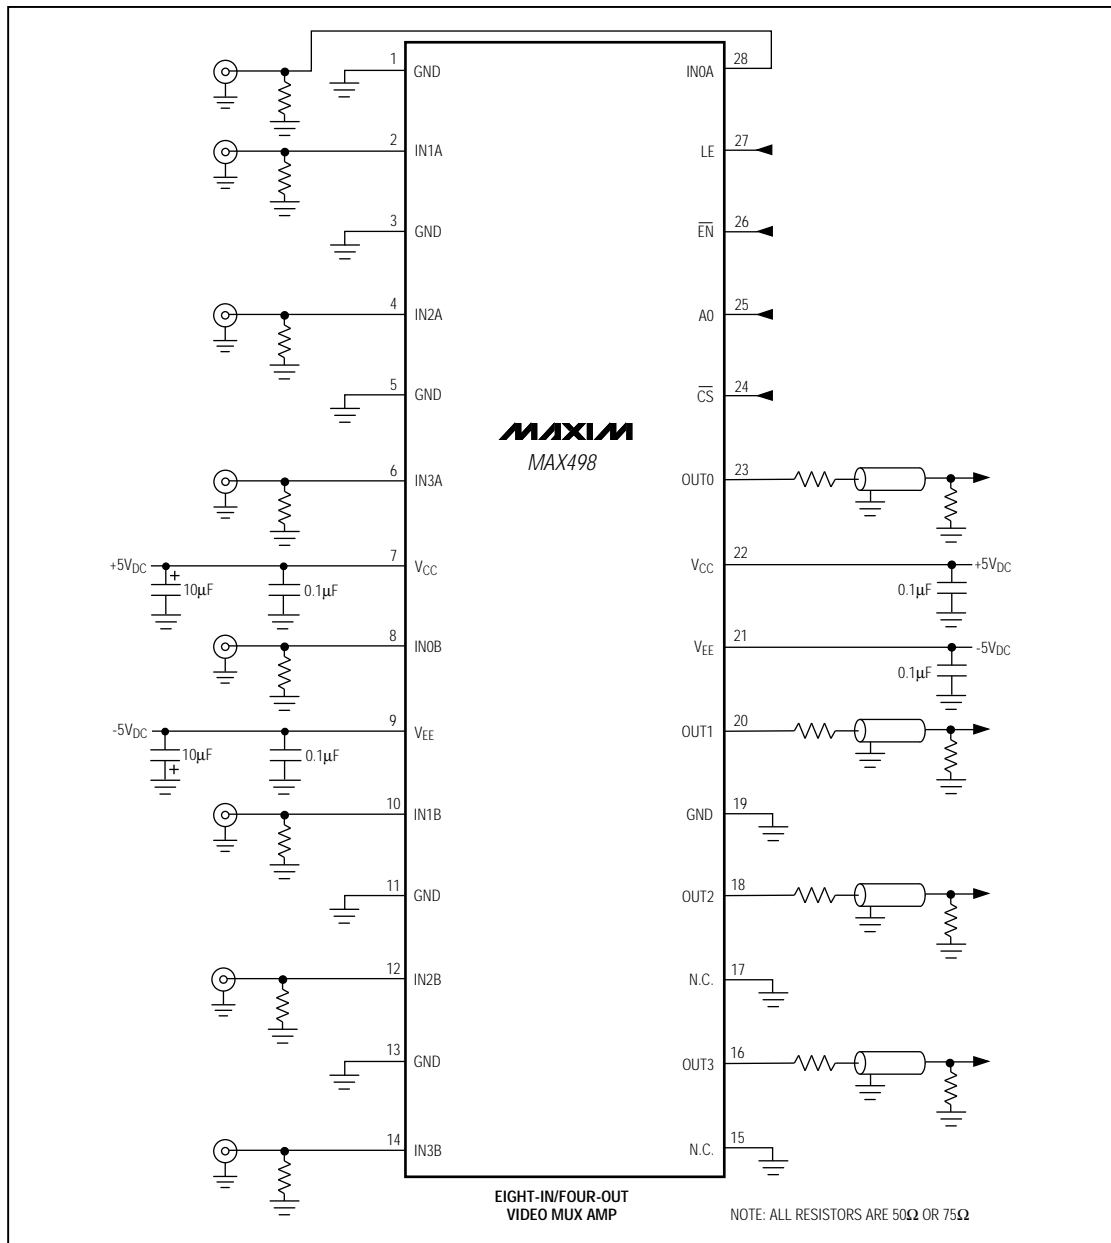 1 GND
IN0A 28
2 IN1A
LE 27
3 GND
E̅N̅ 26
4 IN2A
A0 25
5 GND
C̅S̅ 24
MAXIM
MAX498
6 IN3A
OUT0 23
+5VDC
10µF
0.1µF
7 VCC
VCC 22
+5VDC
0.1µF
8 IN0B
VEE 21
-5VDC
0.1µF
-5VDC
10µF
0.1µF
9 VEE
OUT1 20
10 IN1B
GND 19
11 GND
OUT2 18
12 IN2B
N.C. 17
13 GND
OUT3 16
14 IN3B
N.C. 15
EIGHT-IN/FOUR-OUT
VIDEO MUX AMP
NOTE: ALL RESISTORS ARE 50Ω OR 75Ω